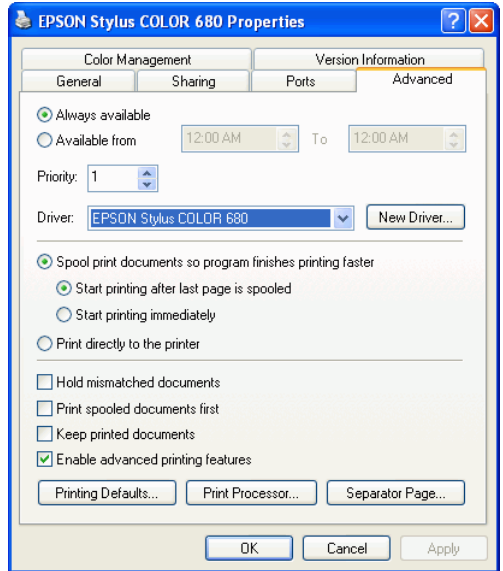 EPSON Stylus COLOR 680 Properties
Color Management Version Information
General Sharing Ports Advanced
Always available
Available from 12:00 AM To 12:00 AM
Priority: 1
Driver: EPSON Stylus COLOR 680 New Driver...
Spool print documents so program finishes printing faster
Start printing after last page is spooled
Start printing immediately
Print directly to the printer
Hold mismatched documents
Print spooled documents first
Keep printed documents
Enable advanced printing features
Printing Defaults... Print Processor... Separator Page...
OK Cancel Apply